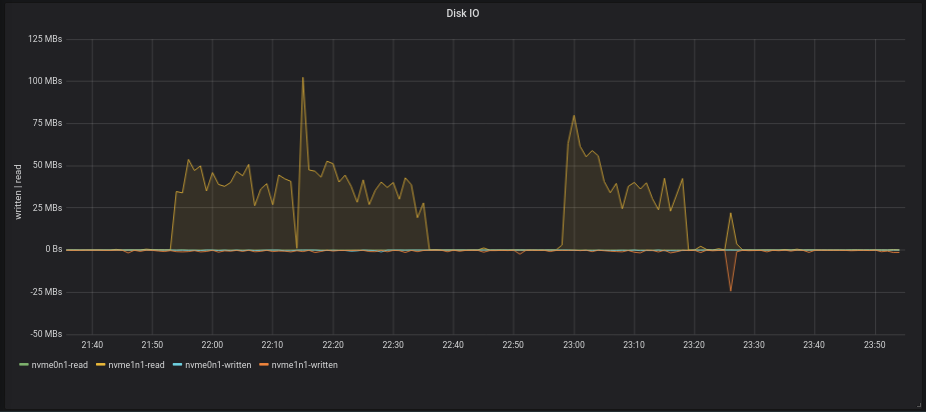 Disk IO
written | read
125 MBs
100 MBs
75 MBs
50 MBs
25 MBs
0 Bs
-25 MBs
-50 MBs
21:40 21:50 22:00 22:10 22:20 22:30 22:40 22:50 23:00 23:10 23:20 23:30 23:40 23:50
nvme0n1-read nvme1n1-read nvme0n1-written nvme1n1-written